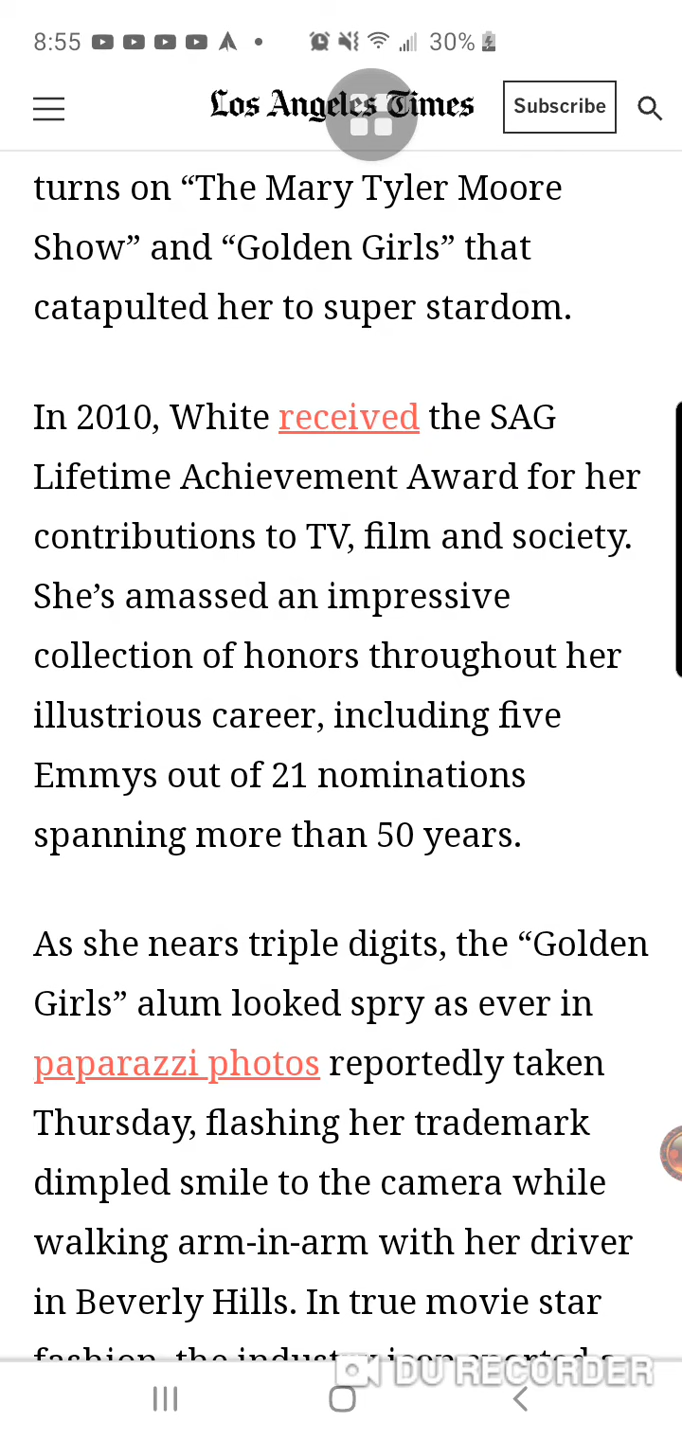 8:55
30%
Los Angeles Times
Subscribe
turns on “The Mary Tyler Moore
Show” and “Golden Girls” that
catapulted her to super stardom.
In 2010, White received the SAG
Lifetime Achievement Award for her
contributions to TV, film and society.
She’s amassed an impressive
collection of honors throughout her
illustrious career, including five
Emmys out of 21 nominations
spanning more than 50 years.
As she nears triple digits, the “Golden
Girls” alum looked spry as ever in
paparazzi photos reportedly taken
Thursday, flashing her trademark
dimpled smile to the camera while
walking arm-in-arm with her driver
in Beverly Hills. In true movie star
fashion, the industry icon sported a
DU RECORDER